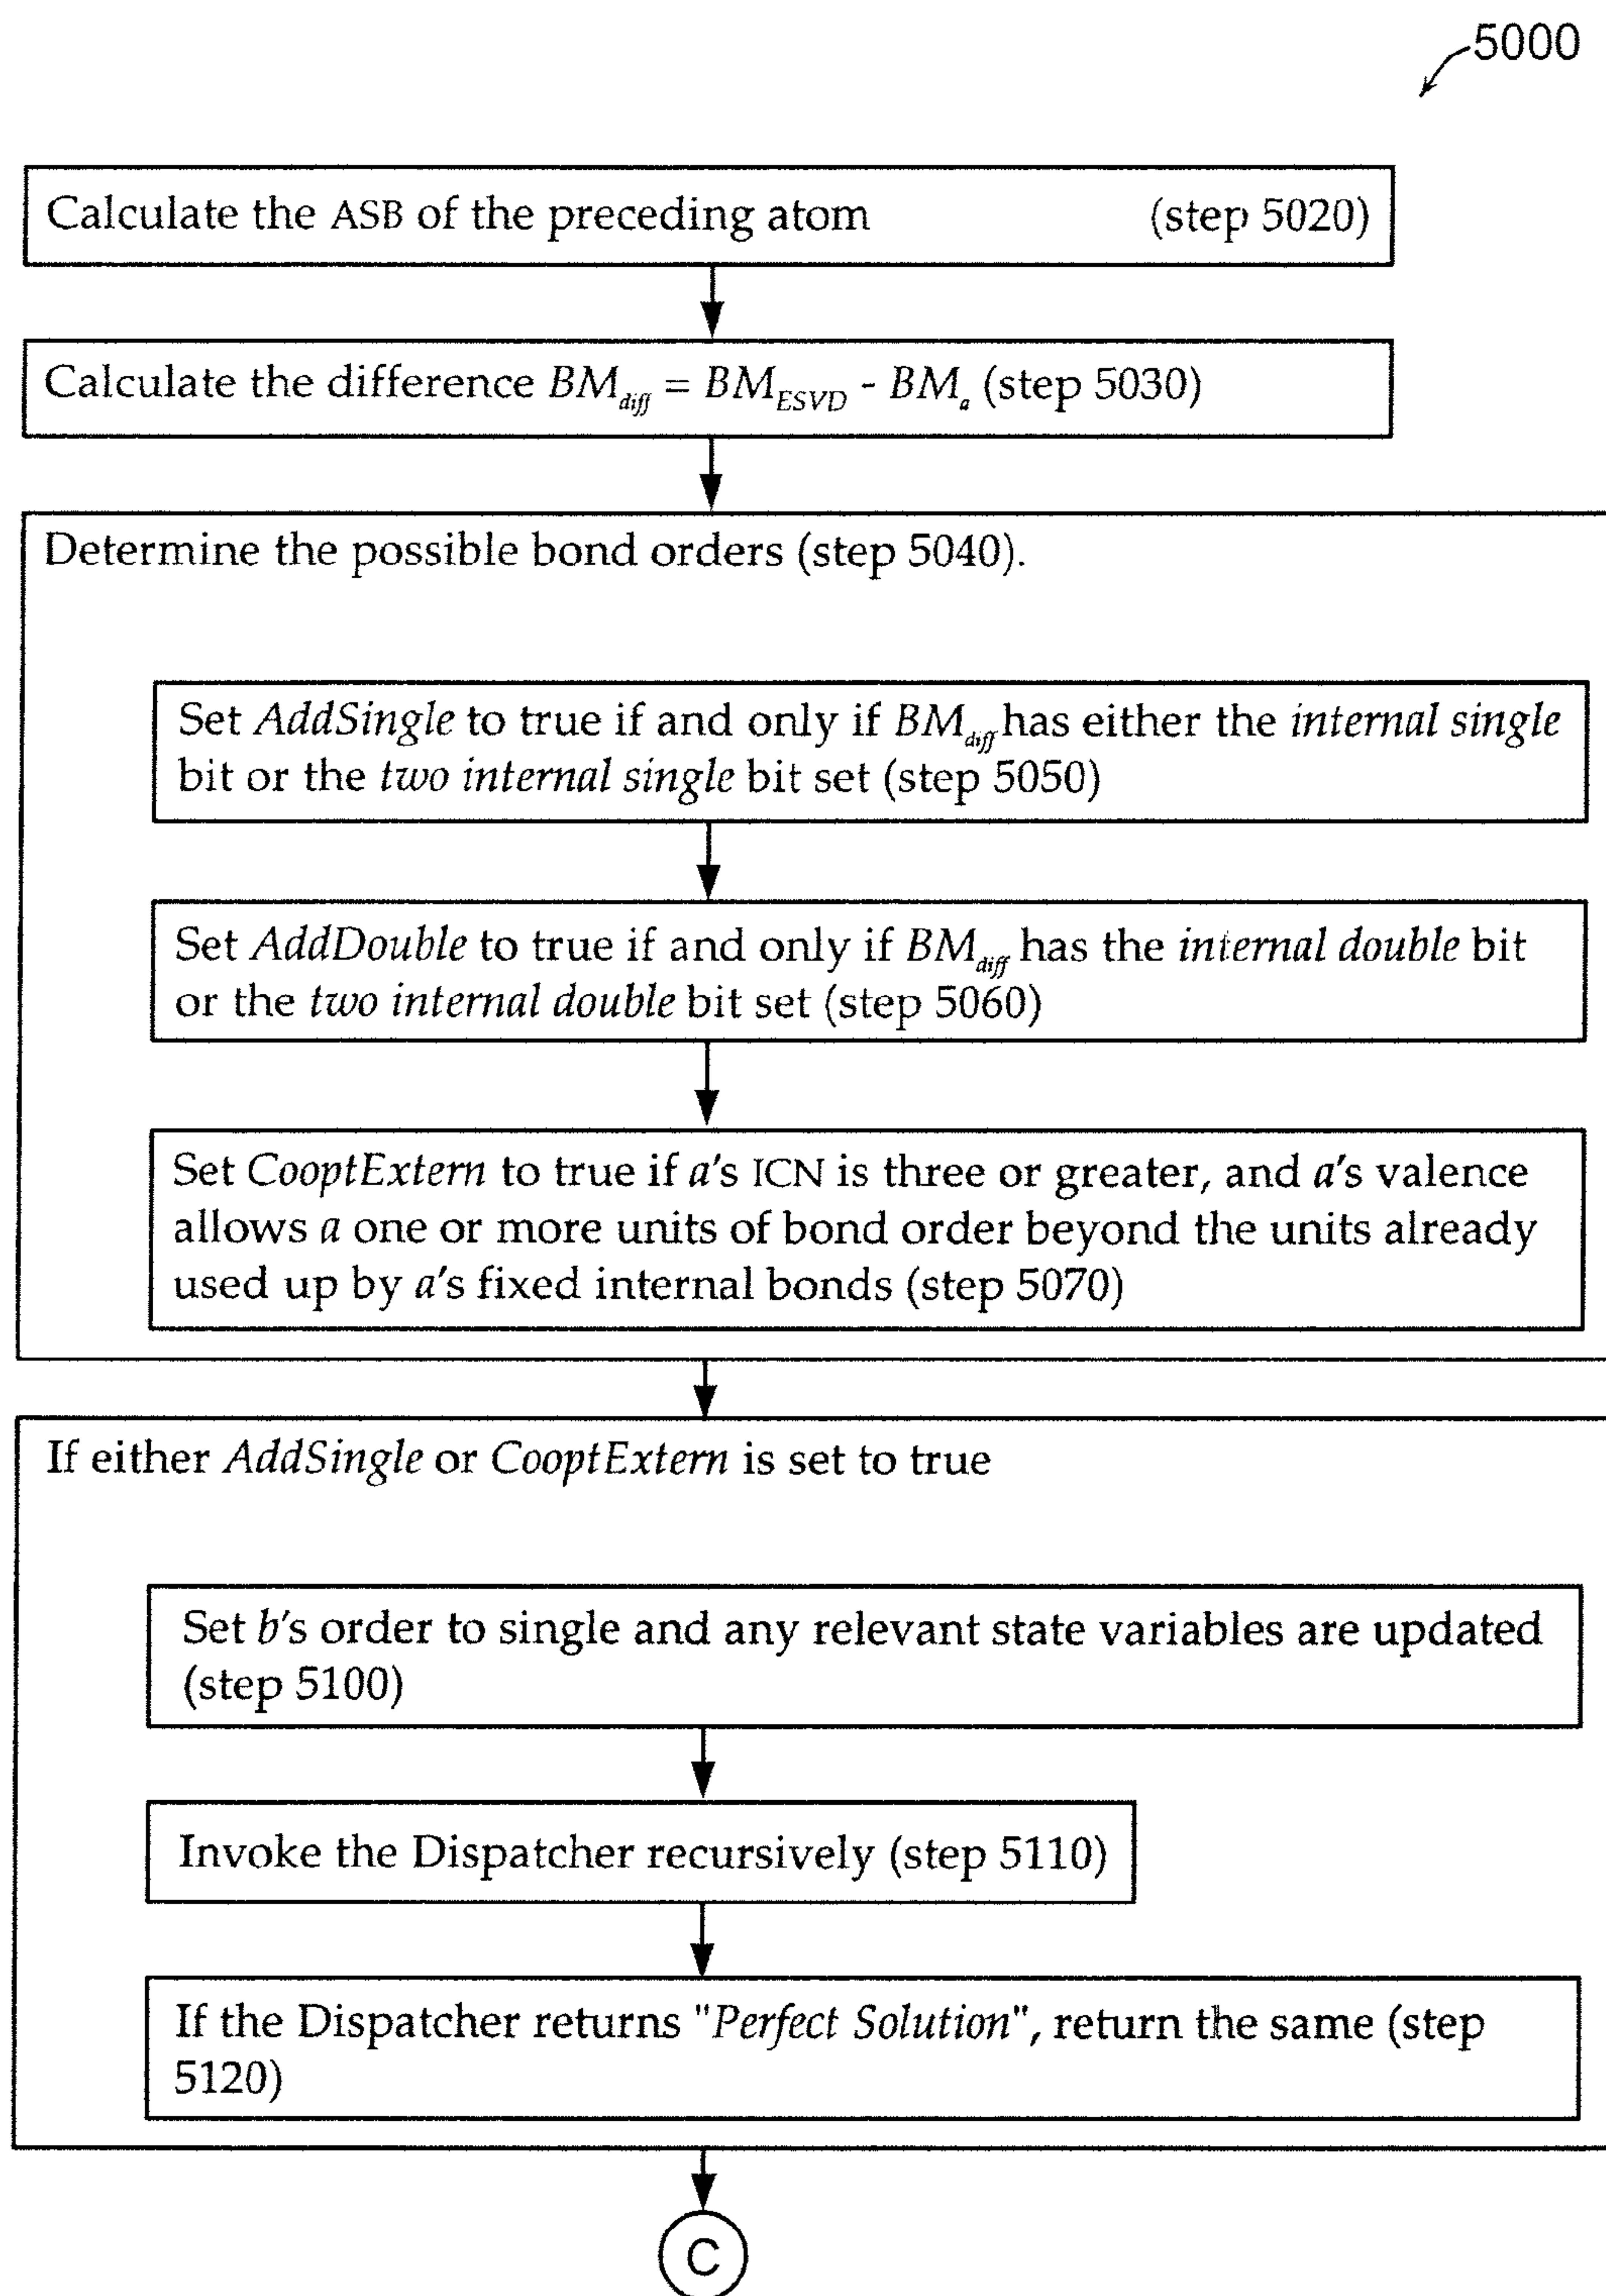 5000
Calculate the ASB of the preceding atom (step 5020)
Calculate the difference BM_diff = BM_ESVD - BM_a (step 5030)
Determine the possible bond orders (step 5040).
Set AddSingle to true if and only if BM_diff has either the internal single
bit or the two internal single bit set (step 5050)
Set AddDouble to true if and only if BM_diff has the internal double bit
or the two internal double bit set (step 5060)
Set CooptExtern to true if a's ICN is three or greater, and a's valence
allows a one or more units of bond order beyond the units already
used up by a's fixed internal bonds (step 5070)
If either AddSingle or CooptExtern is set to true
Set b's order to single and any relevant state variables are updated
(step 5100)
Invoke the Dispatcher recursively (step 5110)
If the Dispatcher returns "Perfect Solution", return the same (step
5120)
C